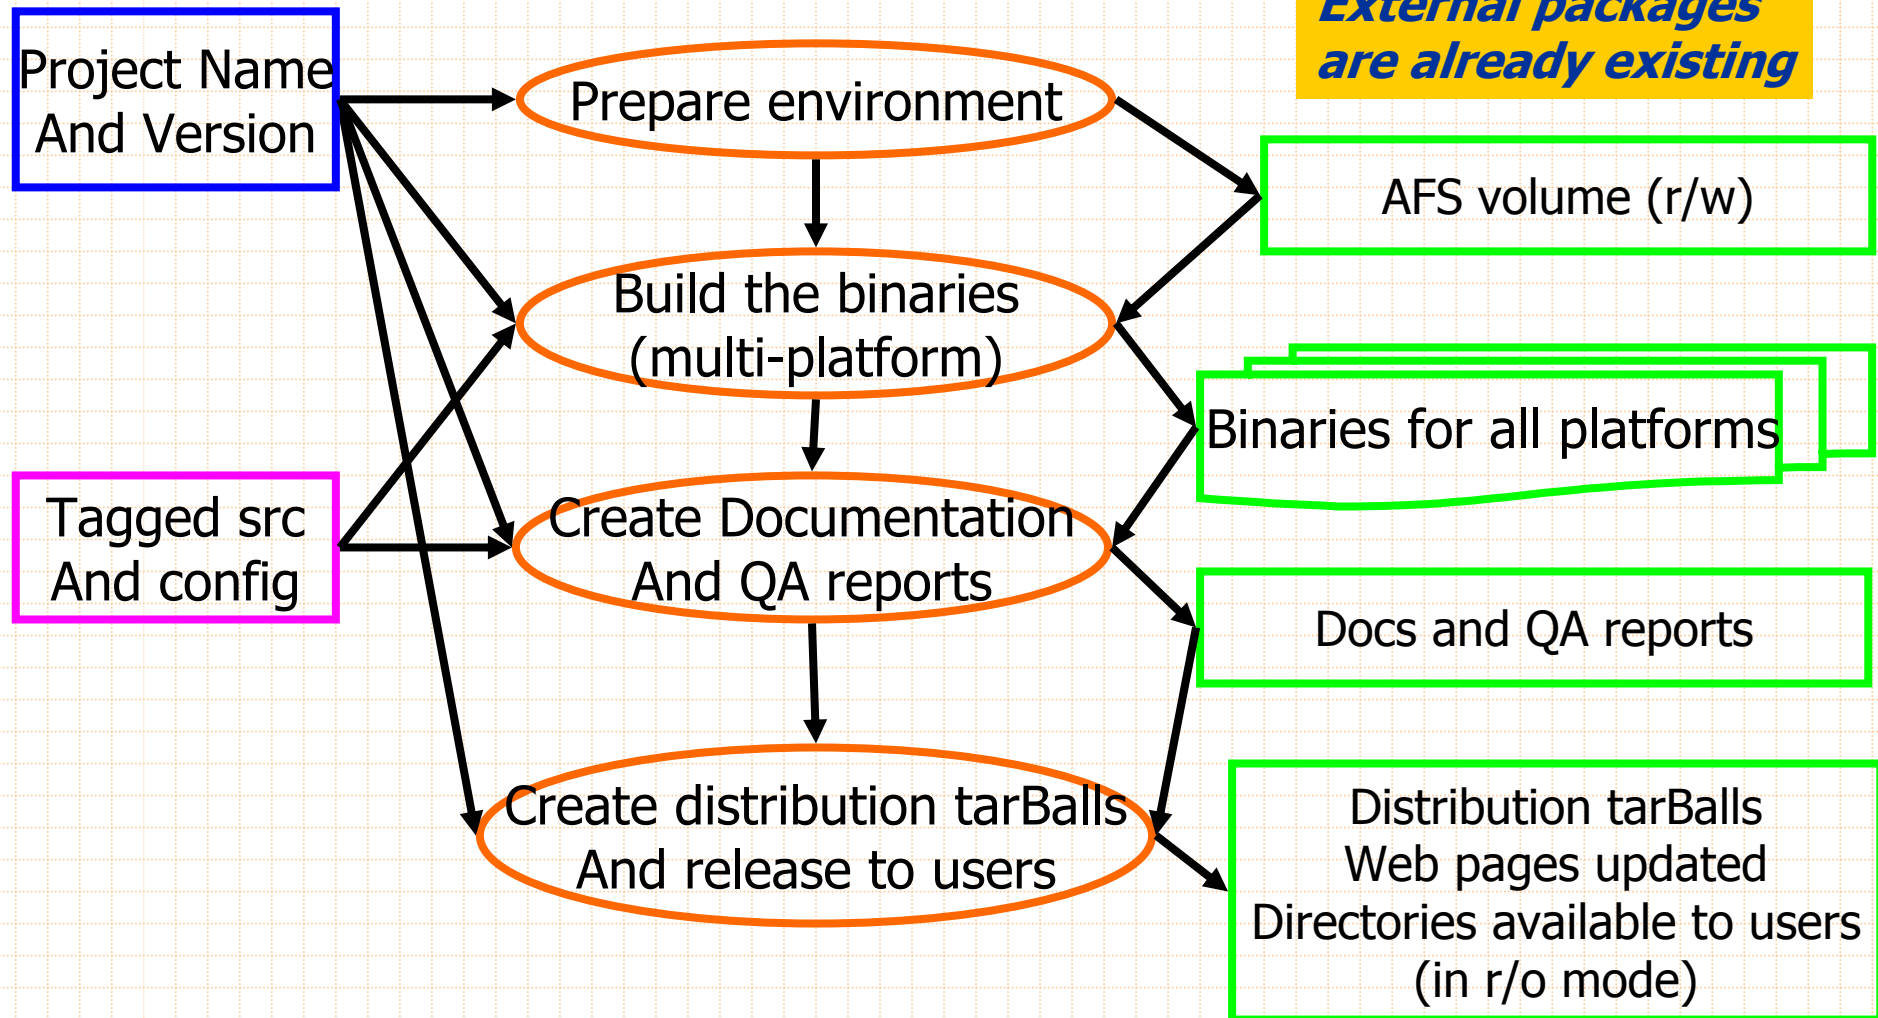 External packages
are already existing
Project Name
And Version
Prepare environment
AFS volume (r/w)
Build the binaries
(multi-platform)
Binaries for all platforms
Tagged src
And config
Create Documentation
And QA reports
Docs and QA reports
Create distribution tarBalls
And release to users
Distribution tarBalls
Web pages updated
Directories available to users
(in r/o mode)